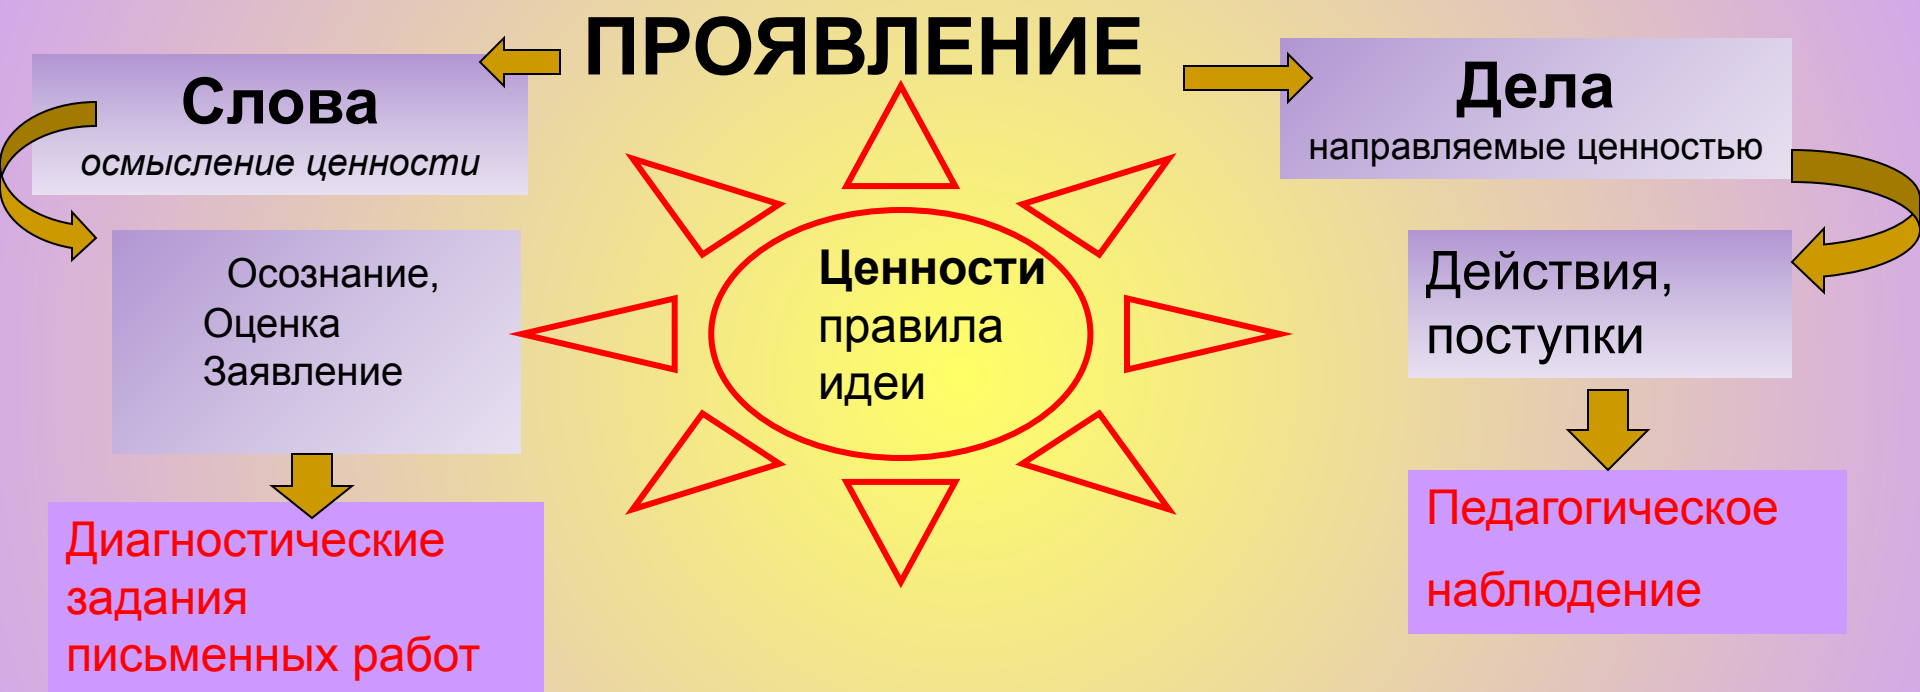 ПРОЯВЛЕНИЕ
Слова
осмысление ценности
Осознание,
Оценка
Заявление
Диагностические
задания
письменных работ
Ценности
правила
идеи
Дела
направляемые ценностью
Действия,
поступки
Педагогическое
наблюдение